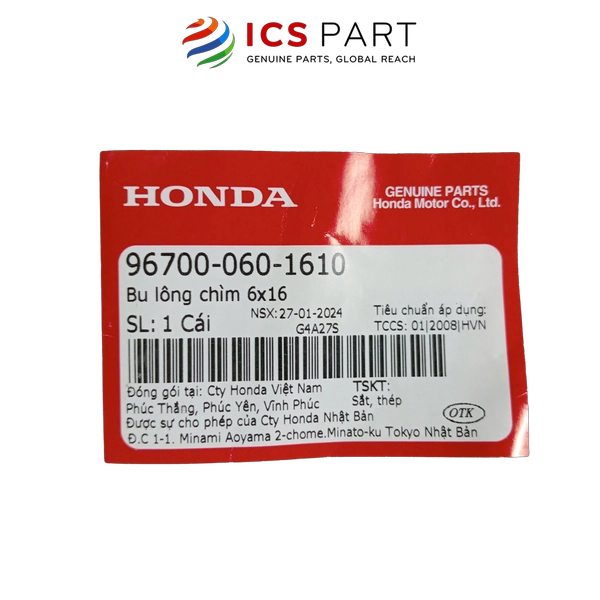 ICS PART
GENUINE PARTS, GLOBAL REACH
HONDA
GENUINE PARTS
Honda Motor Co., Ltd.
96700-060-1610
Bu lông chìm 6x16
SL: 1 Cái
NSX: 27-01-2024
G4A27S
Tiêu chuẩn áp dụng:
TCCS: 01|2008|HVN
Đóng gói tại: Cty Honda Việt Nam
Phúc Thắng, Phúc Yên, Vĩnh Phúc
TSKT:
Sắt, thép
Được sự cho phép của Cty Honda Nhật Bản
Đ.C 1-1. Minami Aoyama 2-chome.Minato-ku Tokyo Nhật Bản
OTK